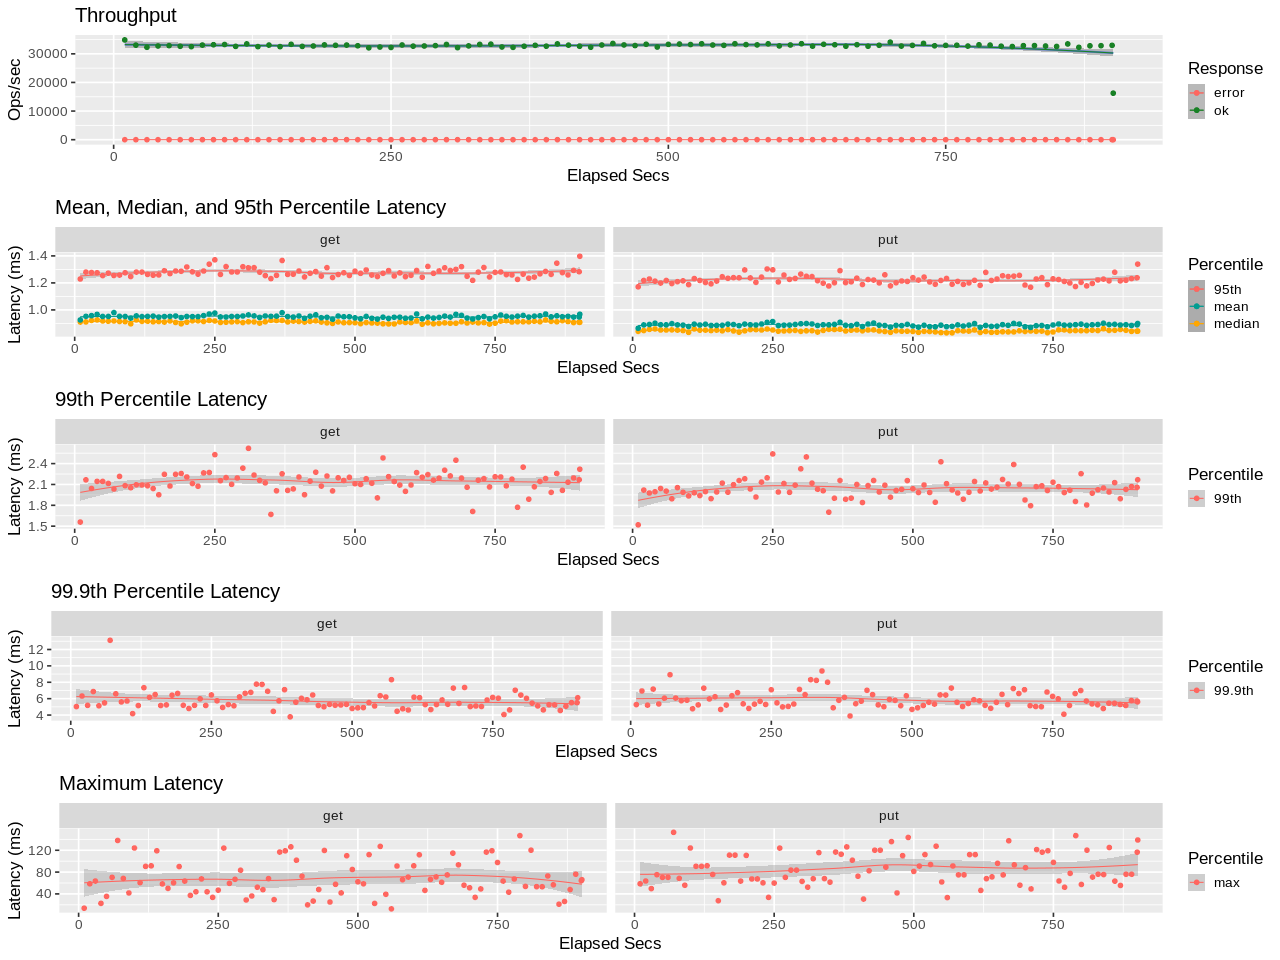 Throughput
Ops/sec
30000
20000
10000
0
0 250 500 750
Elapsed Secs
Response
error
ok
Mean, Median, and 95th Percentile Latency
get put
Latency (ms)
1.4
1.2
1.0
0 250 500 750 0 250 500 750
Elapsed Secs
Percentile
95th
mean
median
99th Percentile Latency
get put
Latency (ms)
2.4
2.1
1.8
1.5
0 250 500 750 0 250 500 750
Elapsed Secs
Percentile
99th
99.9th Percentile Latency
get put
Latency (ms)
12
10
8
6
4
0 250 500 750 0 250 500 750
Elapsed Secs
Percentile
99.9th
Maximum Latency
get put
Latency (ms)
120
80
40
0 250 500 750 0 250 500 750
Elapsed Secs
Percentile
max